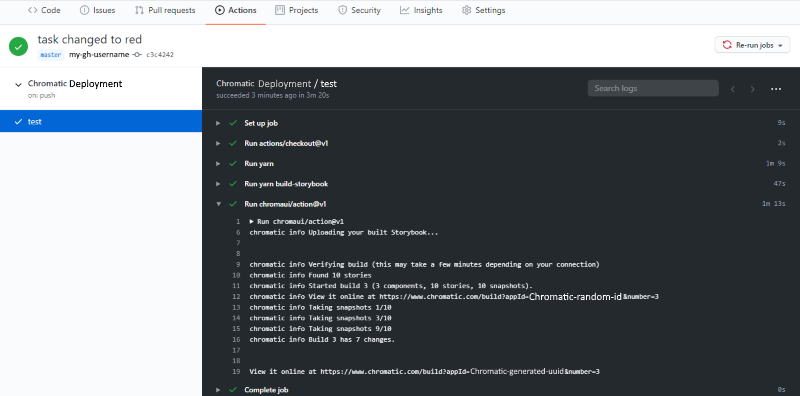 Code Issues Pull requests Actions Projects Security Insights Settings
task changed to red
master my-gh-username c3c4242
Re-run jobs
Chromatic Deployment
on: push
test
Chromatic Deployment / test
succeeded 3 minutes ago in 3m 20s
Search logs
Set up job 9s
Run actions/checkout@v1 2s
Run yarn 1m 9s
Run yarn build-storybook 47s
Run chromaui/action@v1 1m 13s
1 Run chromaui/action@v1
6 chromatic info Uploading your built Storybook...
7
8
9 chromatic info Verifying build (this may take a few minutes depending on your connection)
10 chromatic info Found 10 stories
11 chromatic info Started build 3 (3 components, 10 stories, 10 snapshots).
12 chromatic info View it online at https://www.chromatic.com/build?appId=Chromatic-random-id&number=3
13 chromatic info Taking snapshots 1/10
14 chromatic info Taking snapshots 3/10
15 chromatic info Taking snapshots 9/10
16 chromatic info Build 3 has 7 changes.
17
18
19 View it online at https://www.chromatic.com/build?appId=Chromatic-generated-uuid&number=3
Complete job 0s